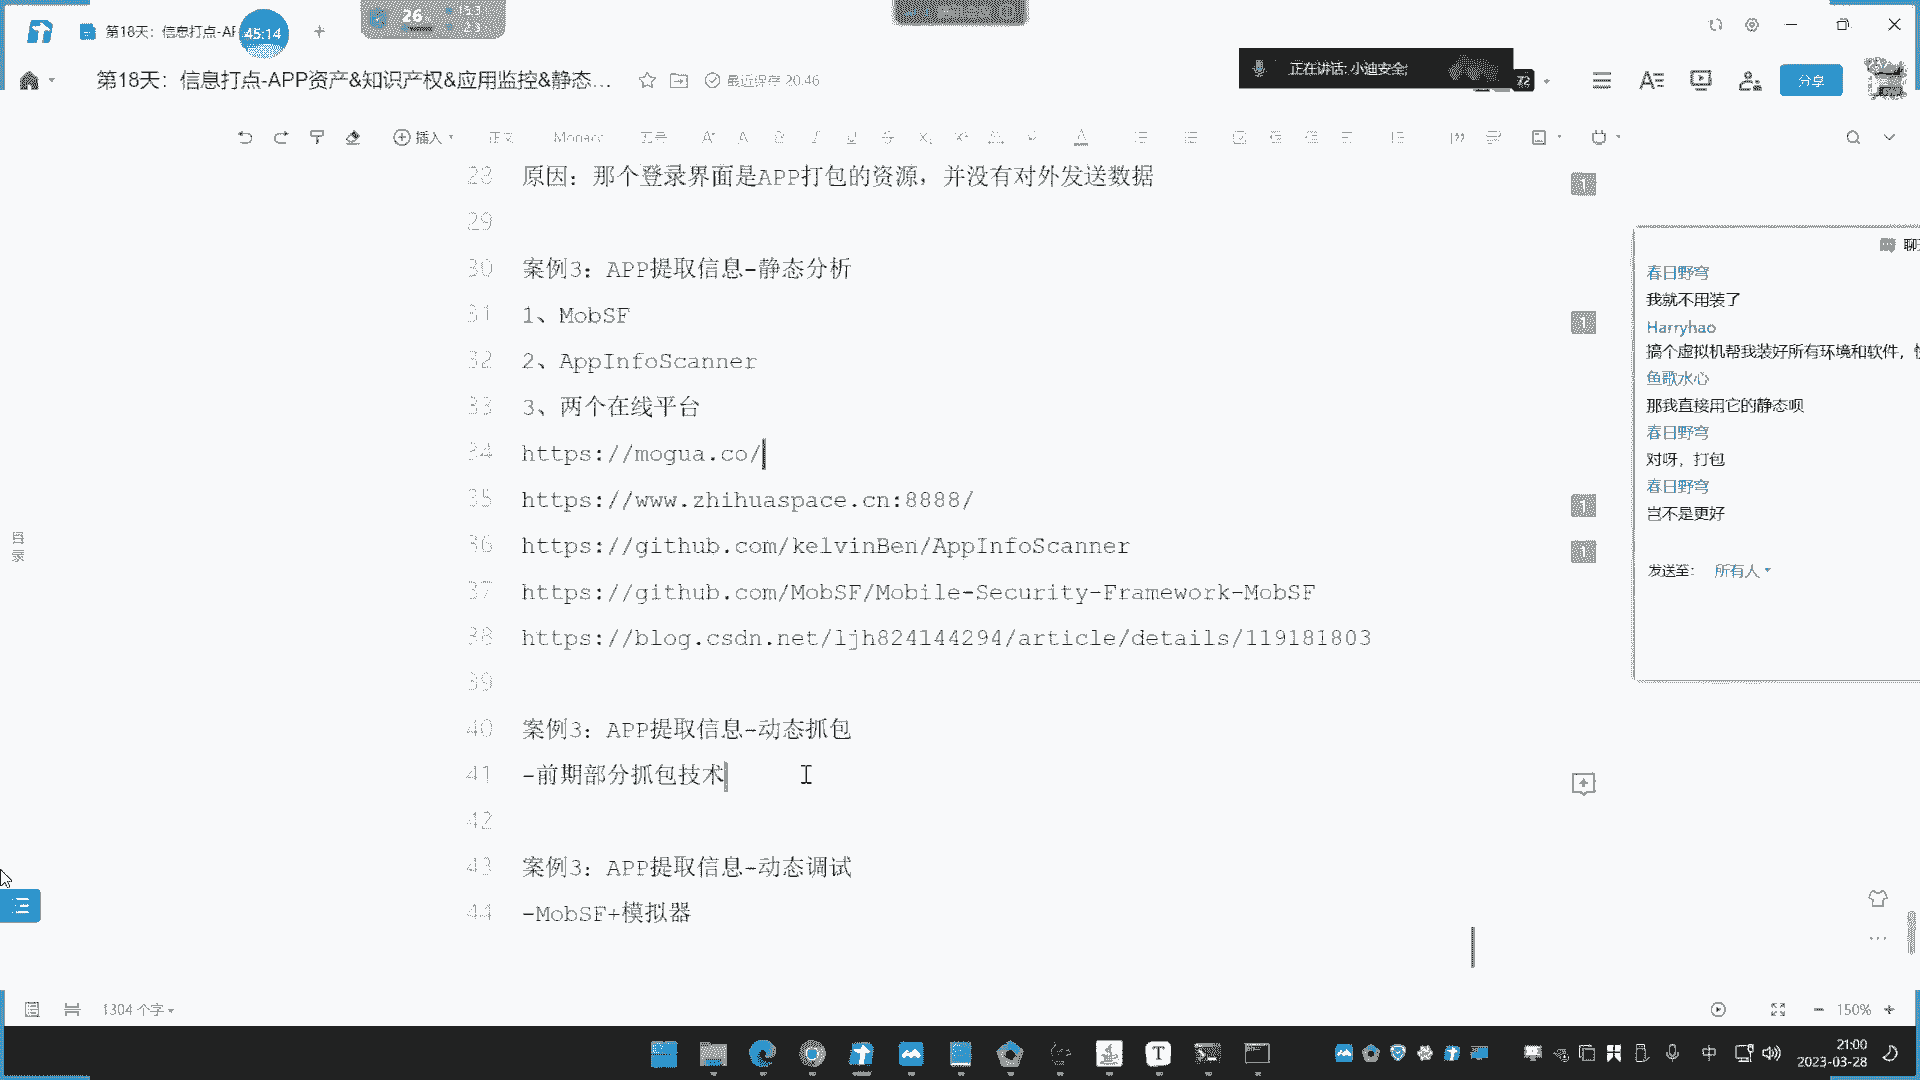 第18天：信息打点-AF
45:14
26
15.3
2.3
第18天：信息打点-APP资产&知识产权&应用监控&静态...
最近保存 20:46
正在讲话: 小迪安全;
分享
插入
正文
Monaco
五号
28 原因：那个登录界面是APP打包的资源，并没有对外发送数据
29
30 案例3：APP提取信息-静态分析
31 1、MobSF
32 2、AppInfoScanner
33 3、两个在线平台
34 https://mogua.co/
35 https://www.zhihuaspace.cn:8888/
36 https://github.com/kelvinBen/AppInfoScanner
37 https://github.com/MobSF/Mobile-Security-Framework-MobSF
38 https://blog.csdn.net/ljh824144294/article/details/119181803
39
40 案例3：APP提取信息-动态抓包
41 -前期部分抓包技术
42
43 案例3：APP提取信息-动态调试
44 -MobSF+模拟器
目录
1
1
1
1
春日野穹
我就不用装了
Harryhao
搞个虚拟机帮我装好所有环境和软件，
鱼歌水心
那我直接用它的静态呗
春日野穹
对呀，打包
春日野穹
岂不是更好
发送至： 所有人
1304 个字
150%
中
21:00
2023-03-28